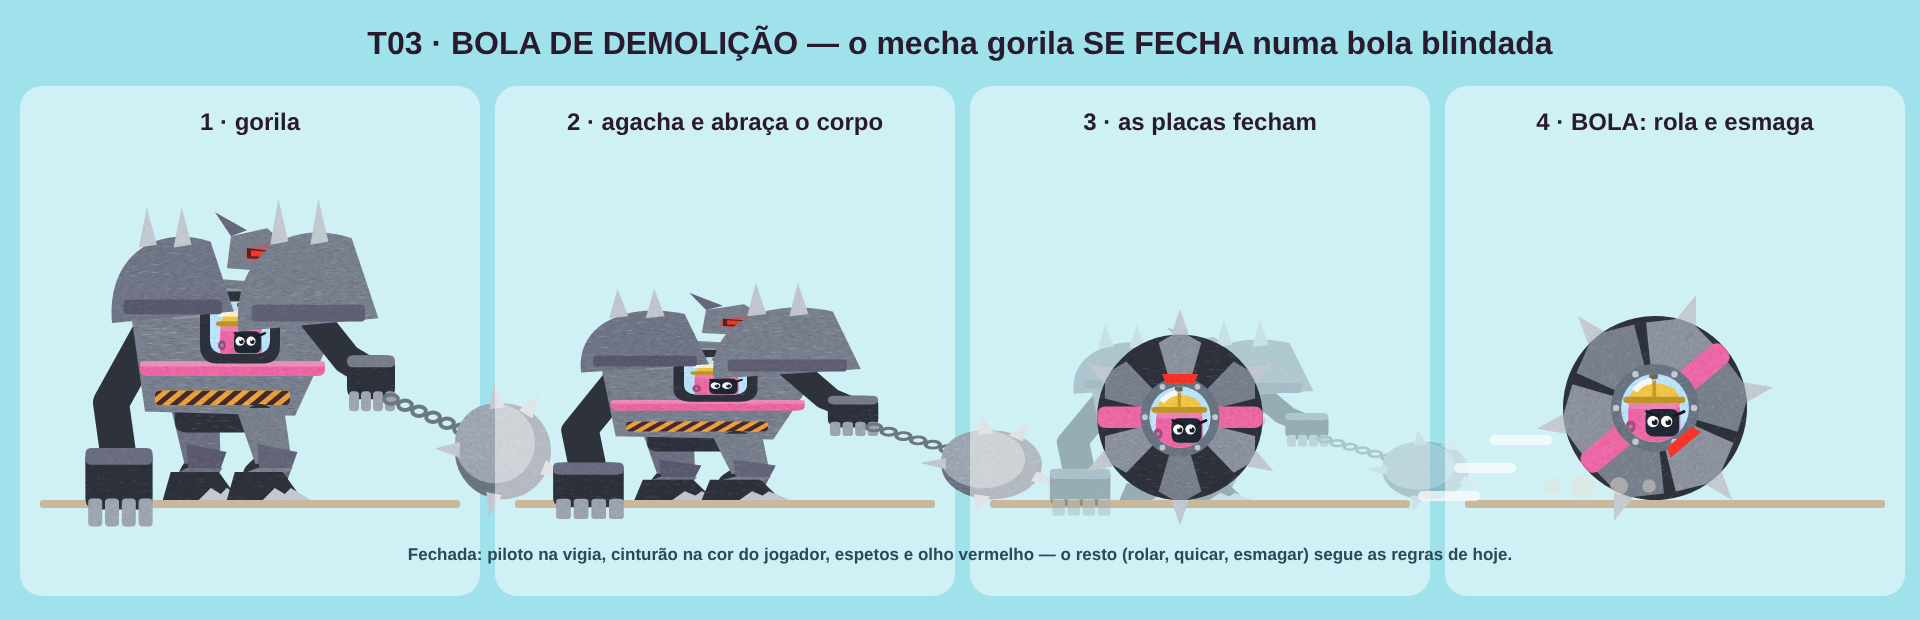 T03 · BOLA DE DEMOLIÇÃO — o mecha gorila SE FECHA numa bola blindada
1 · gorila
2 · agacha e abraça o corpo
3 · as placas fecham
4 · BOLA: rola e esmaga
Fechada: piloto na vigia, cinturão na cor do jogador, espetos e olho vermelho — o resto (rolar, quicar, esmagar) segue as regras de hoje.